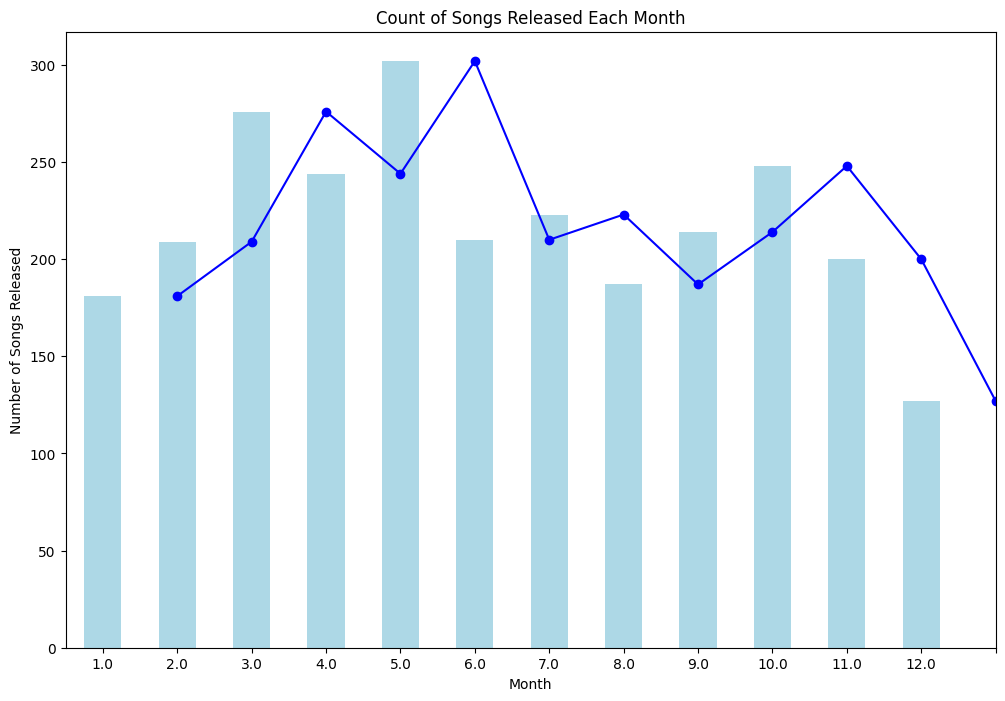 Count of Songs Released Each Month
Number of Songs Released
300
250
200
150
100
50
0
1.0 2.0 3.0 4.0 5.0 6.0 7.0 8.0 9.0 10.0 11.0 12.0
Month